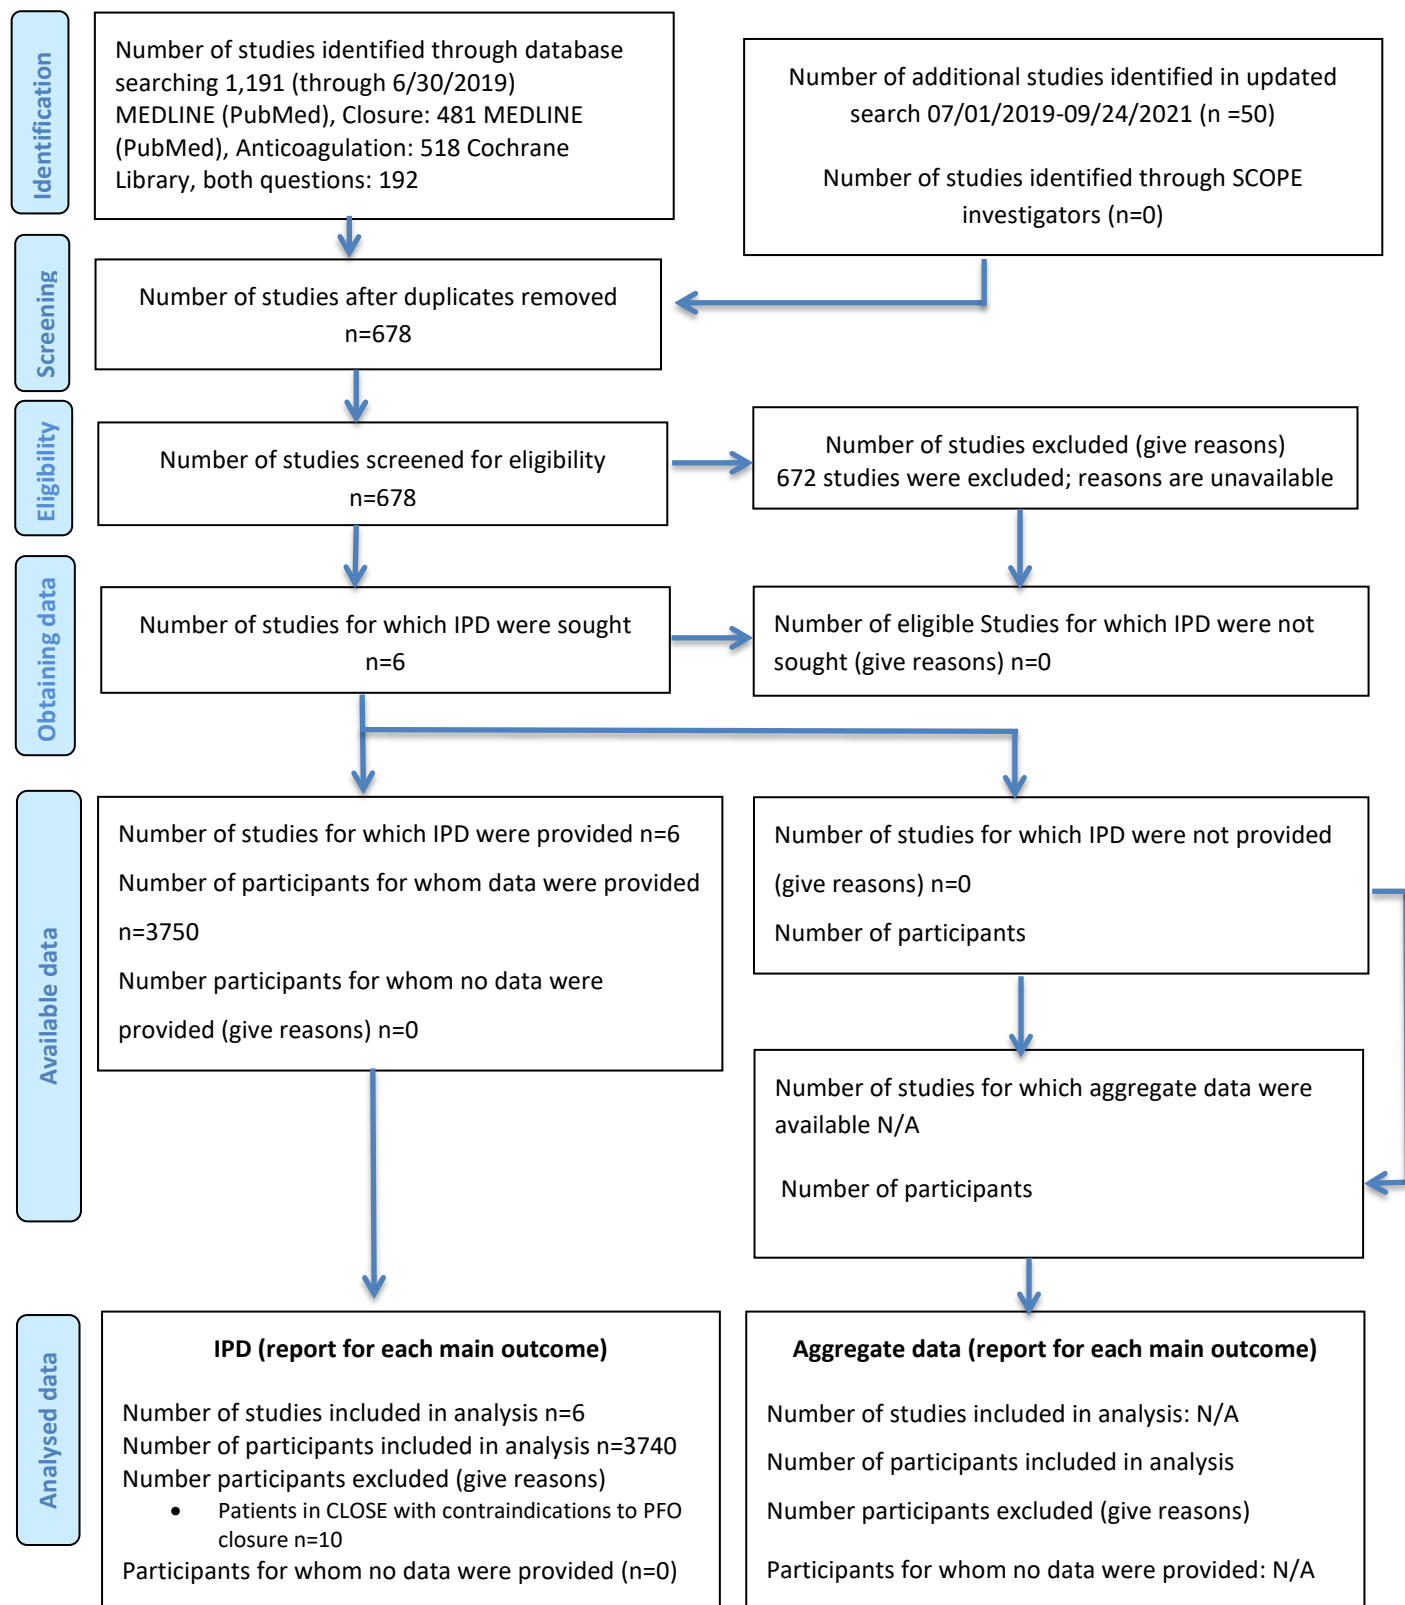 Identification
Number of studies identified through database
searching 1,191 (through 6/30/2019)
MEDLINE (PubMed), Closure: 481 MEDLINE
(PubMed), Anticoagulation: 518 Cochrane
Library, both questions: 192
Number of additional studies identified in updated
search 07/01/2019-09/24/2021 (n =50)
Number of studies identified through SCOPE
investigators (n=0)
Screening
Number of studies after duplicates removed
n=678
Eligibility
Number of studies screened for eligibility
n=678
Number of studies excluded (give reasons)
672 studies were excluded; reasons are unavailable
Obtaining data
Number of studies for which IPD were sought
n=6
Number of eligible Studies for which IPD were not
sought (give reasons) n=0
Available data
Number of studies for which IPD were provided n=6
Number of participants for whom data were provided
n=3750
Number participants for whom no data were
provided (give reasons) n=0
Number of studies for which IPD were not provided
(give reasons) n=0
Number of participants
Number of studies for which aggregate data were
available N/A
Number of participants
Analysed data
IPD (report for each main outcome)
Number of studies included in analysis n=6
Number of participants included in analysis n=3740
Number participants excluded (give reasons)
• Patients in CLOSE with contraindications to PFO
closure n=10
Participants for whom no data were provided (n=0)
Aggregate data (report for each main outcome)
Number of studies included in analysis: N/A
Number of participants included in analysis
Number participants excluded (give reasons)
Participants for whom no data were provided: N/A